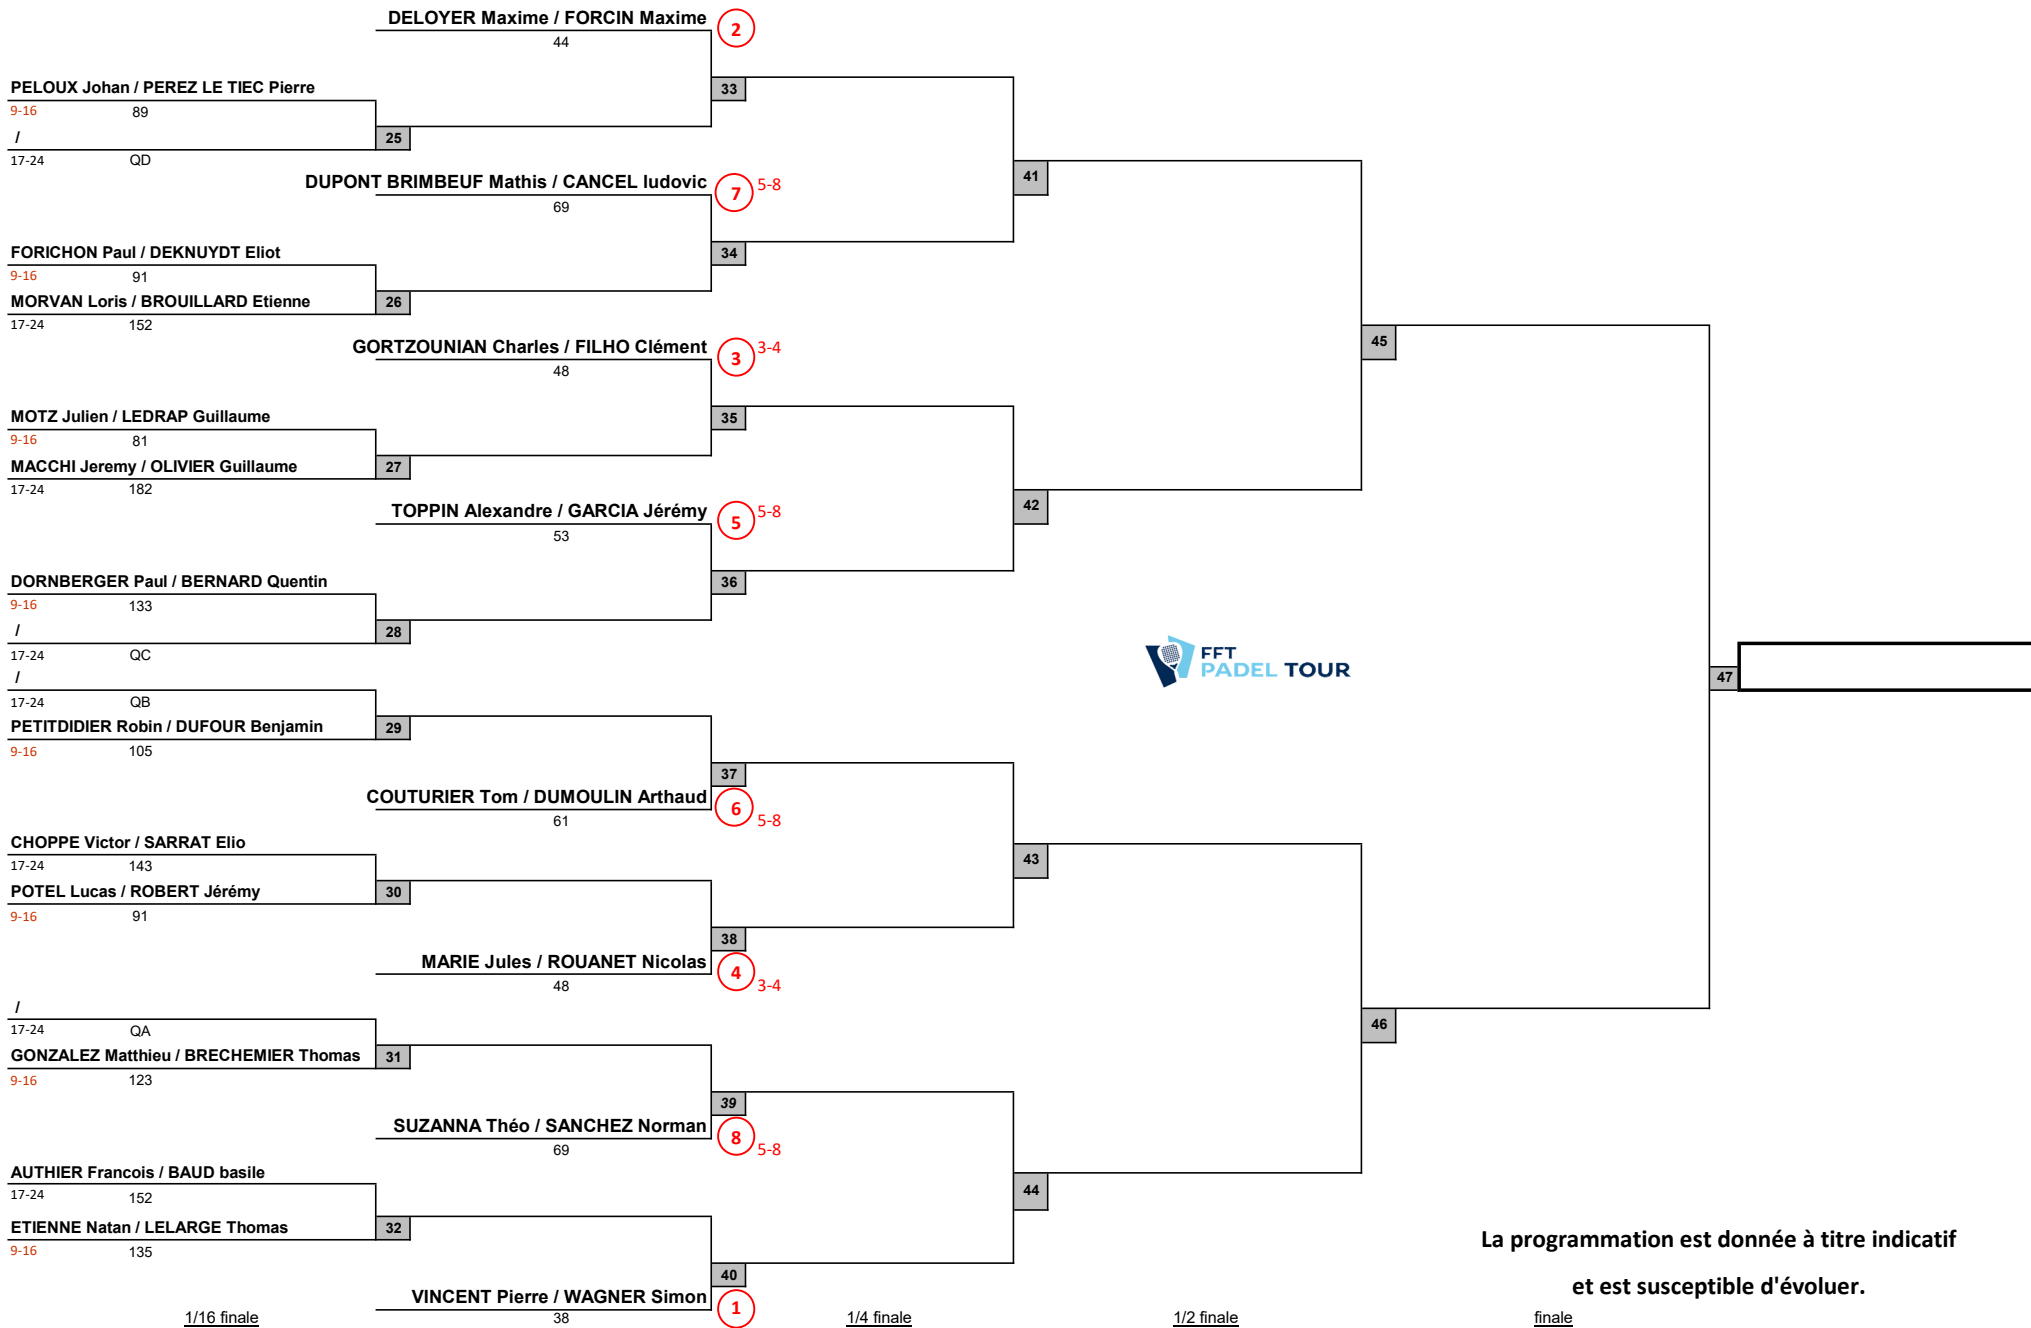 DELOYER Maxime / FORCIN Maxime 2
44
PELOUX Johan / PEREZ LE TIEC Pierre 33
9-16 89
/ 25
17-24 QD
DUPONT BRIMBEUF Mathis / CANCEL ludovic 7 5-8 41
69
FORICHON Paul / DEKNUYDT Eliot 34
9-16 91
MORVAN Loris / BROUILLARD Etienne 26
17-24 152
GORTZOUNIAN Charles / FILHO Clément 3 3-4 45
48
MOTZ Julien / LEDRAP Guillaume 35
9-16 81
MACCHI Jeremy / OLIVIER Guillaume 27
17-24 182
TOPPIN Alexandre / GARCIA Jérémy 5 5-8 42
53
DORNBERGER Paul / BERNARD Quentin 36
9-16 133
/ 28
17-24 QC
FFT
PADEL TOUR
/ 47
17-24 QB
PETITDIDIER Robin / DUFOUR Benjamin 29
9-16 105
37
COUTURIER Tom / DUMOULIN Arthaud 6
61 5-8
CHOPPE Victor / SARRAT Elio 43
17-24 143
POTEL Lucas / ROBERT Jérémy 30
9-16 91
38
MARIE Jules / ROUANET Nicolas 4
48 3-4
/
17-24 QA 46
GONZALEZ Matthieu / BRECHEMIER Thomas 31
9-16 123
39
SUZANNA Théo / SANCHEZ Norman 8
69 5-8
AUTHIER Francois / BAUD basile
17-24 152 44
ETIENNE Natan / LELARGE Thomas 32
9-16 135
La programmation est donnée à titre indicatif
40
et est susceptible d'évoluer.
VINCENT Pierre / WAGNER Simon 1
38
1/16 finale 1/4 finale 1/2 finale finale